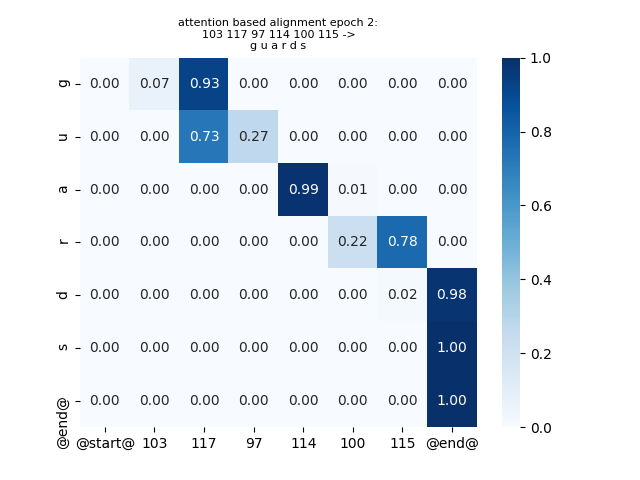 attention based alignment epoch 2:
103 117 97 114 100 115 ->
g u a r d s
g 0.00 0.07 0.93 0.00 0.00 0.00 0.00 0.00
u 0.00 0.00 0.73 0.27 0.00 0.00 0.00 0.00
a 0.00 0.00 0.00 0.00 0.99 0.01 0.00 0.00
r 0.00 0.00 0.00 0.00 0.00 0.22 0.78 0.00
d 0.00 0.00 0.00 0.00 0.00 0.00 0.02 0.98
s 0.00 0.00 0.00 0.00 0.00 0.00 0.00 1.00
@end@ 0.00 0.00 0.00 0.00 0.00 0.00 0.00 1.00
@start@ 103 117 97 114 100 115 @end@
1.0
0.8
0.6
0.4
0.2
0.0